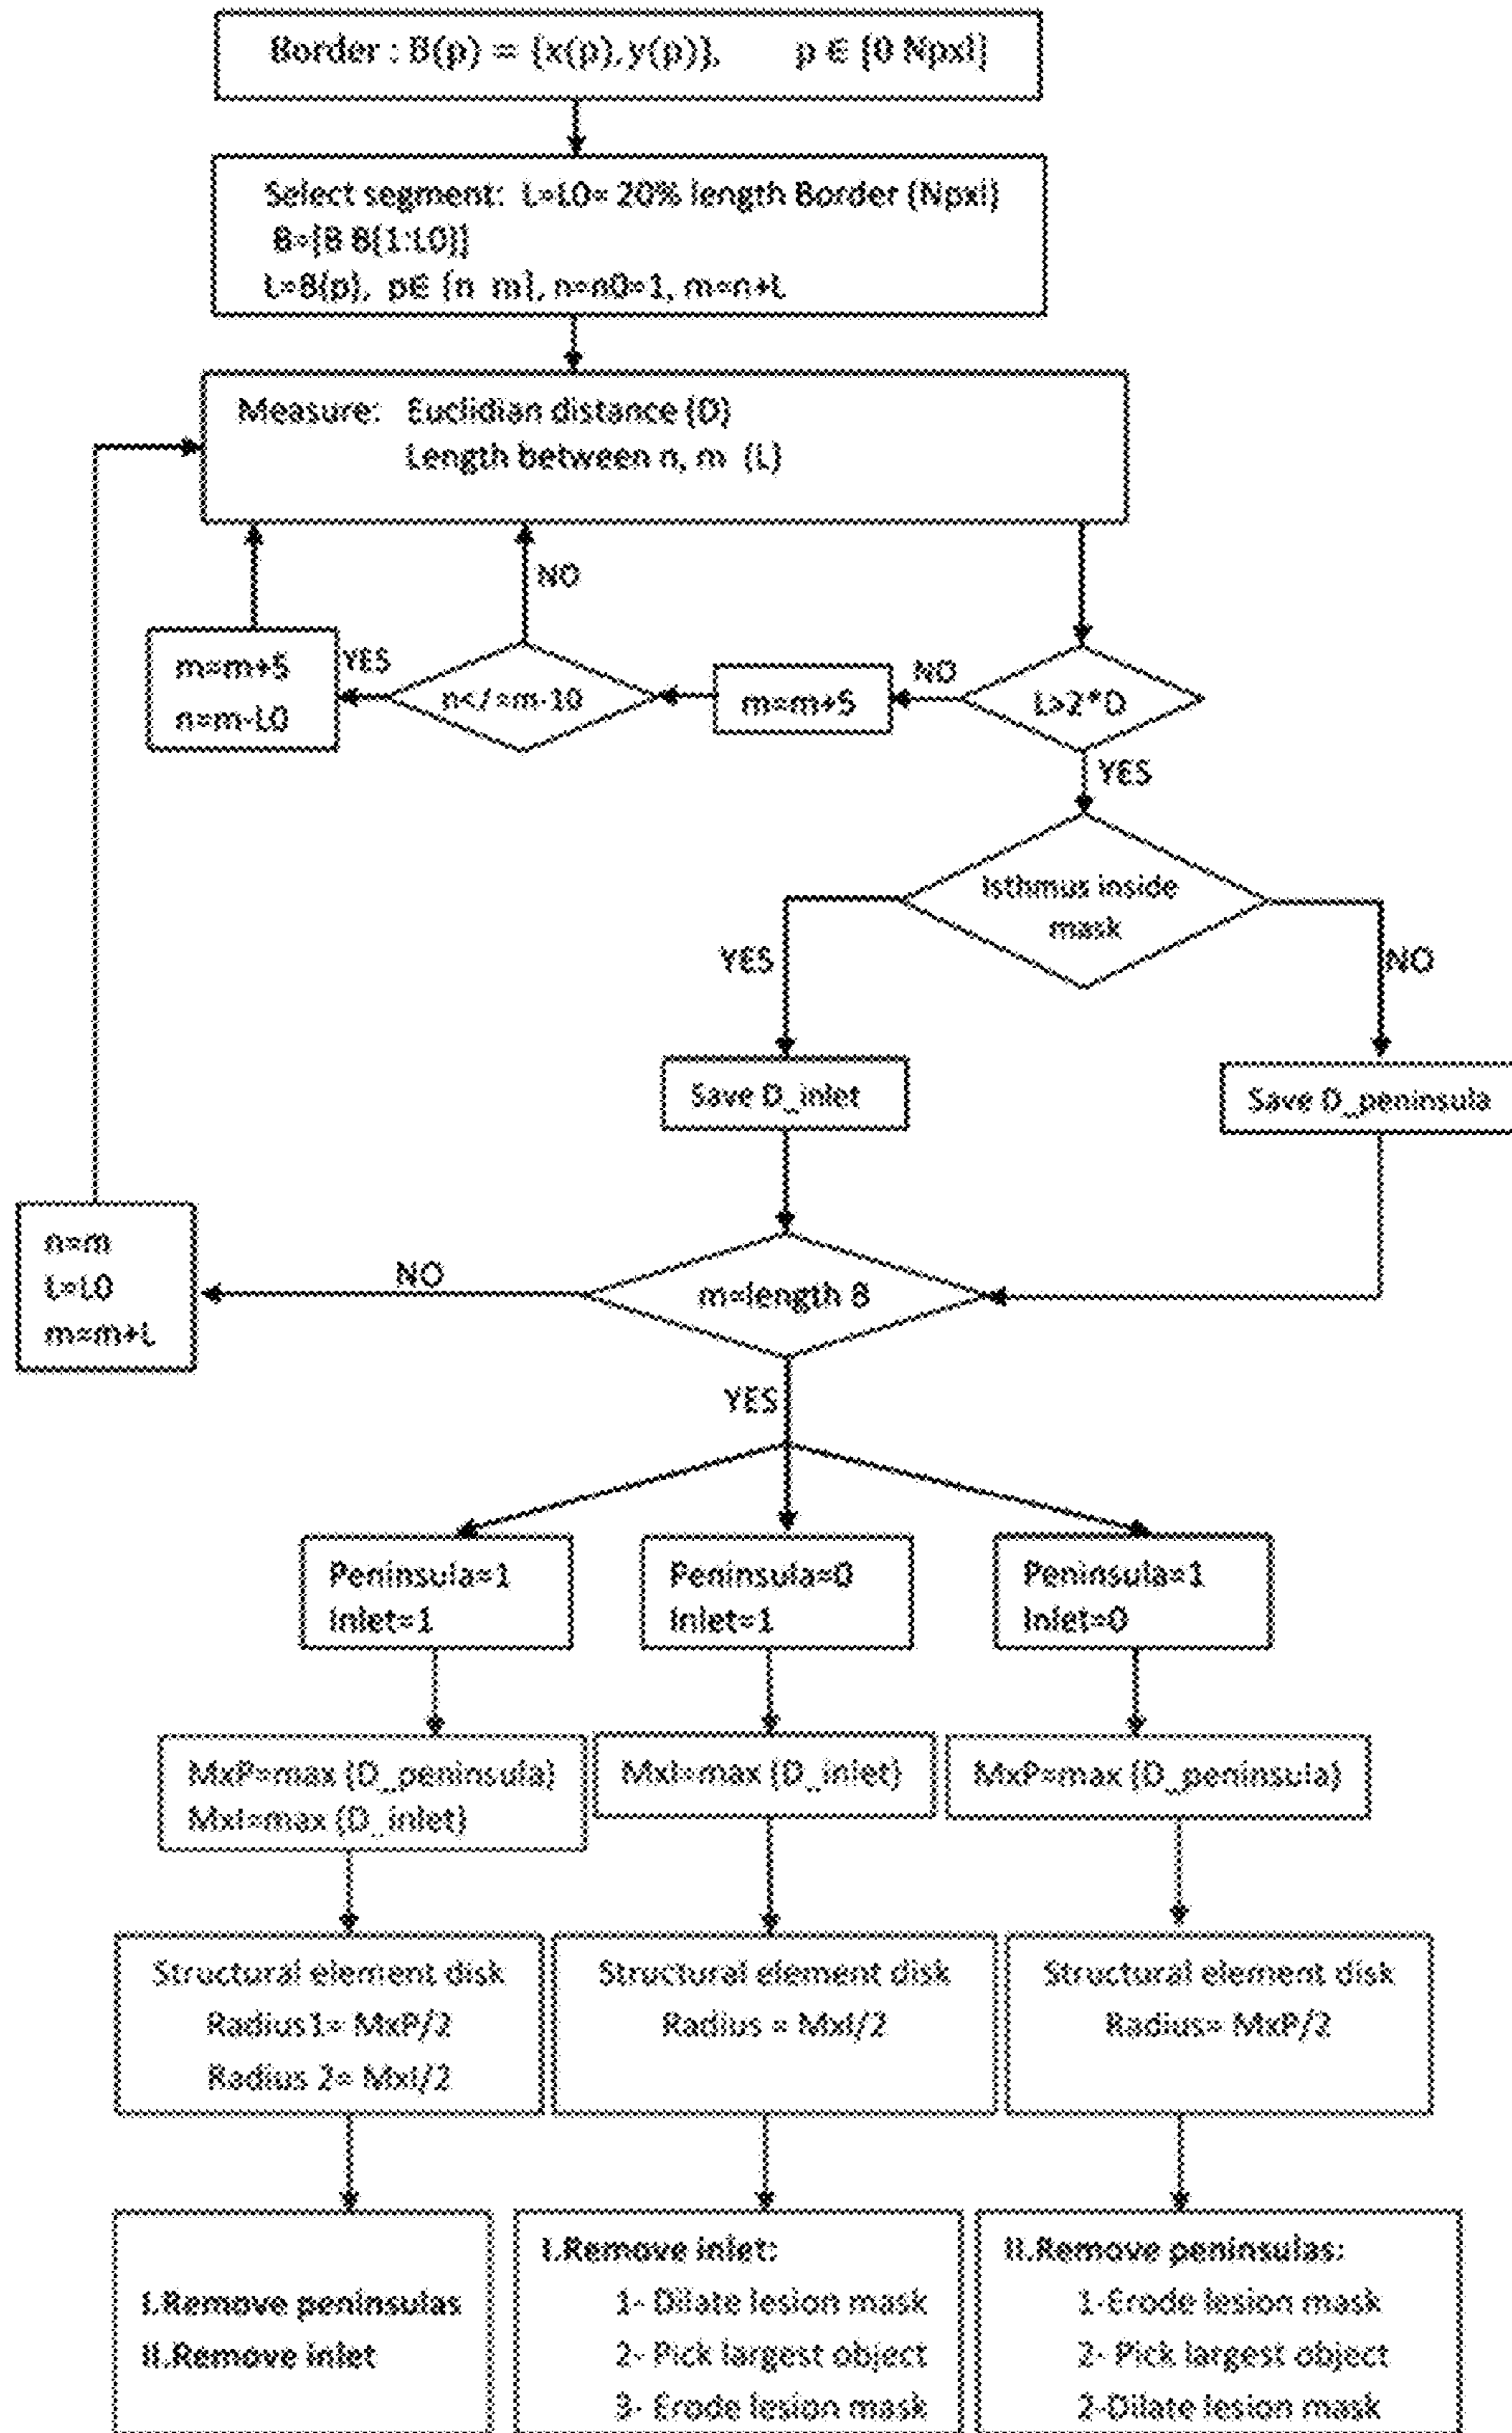 Border : B(p) = {x(p),y(p)}, p ∈ [0 Npxl]
Select segment: L=L0= 20% length Border (Npxl)
B=[B B(1:L0)]
L=B(p), p∈ [n m], n=n0=1, m=n+L
Measure: Euclidian distance (D)
Length between n, m (L)
NO
m=m+5
n=m-L0
YES
n</=m-10
m=m+5
NO
L>2*D
YES
Isthmus inside
mask
YES
NO
Save D_inlet
Save D_peninsula
n=m
L=L0
m=m+L
NO
m=length B
YES
Peninsula=1
Inlet=1
Peninsula=0
Inlet=1
Peninsula=1
Inlet=0
MxP=max (D_peninsula)
MxI=max (D_inlet)
MxI=max (D_inlet)
MxP=max (D_peninsula)
Structural element disk
Radius1= MxP/2
Radius 2= MxI/2
Structural element disk
Radius = MxI/2
Structural element disk
Radius= MxP/2
I.Remove peninsulas
II.Remove inlet
I.Remove inlet:
1- Dilate lesion mask
2- Pick largest object
3- Erode lesion mask
II.Remove peninsulas:
1-Erode lesion mask
2- Pick largest object
2-Dilate lesion mask